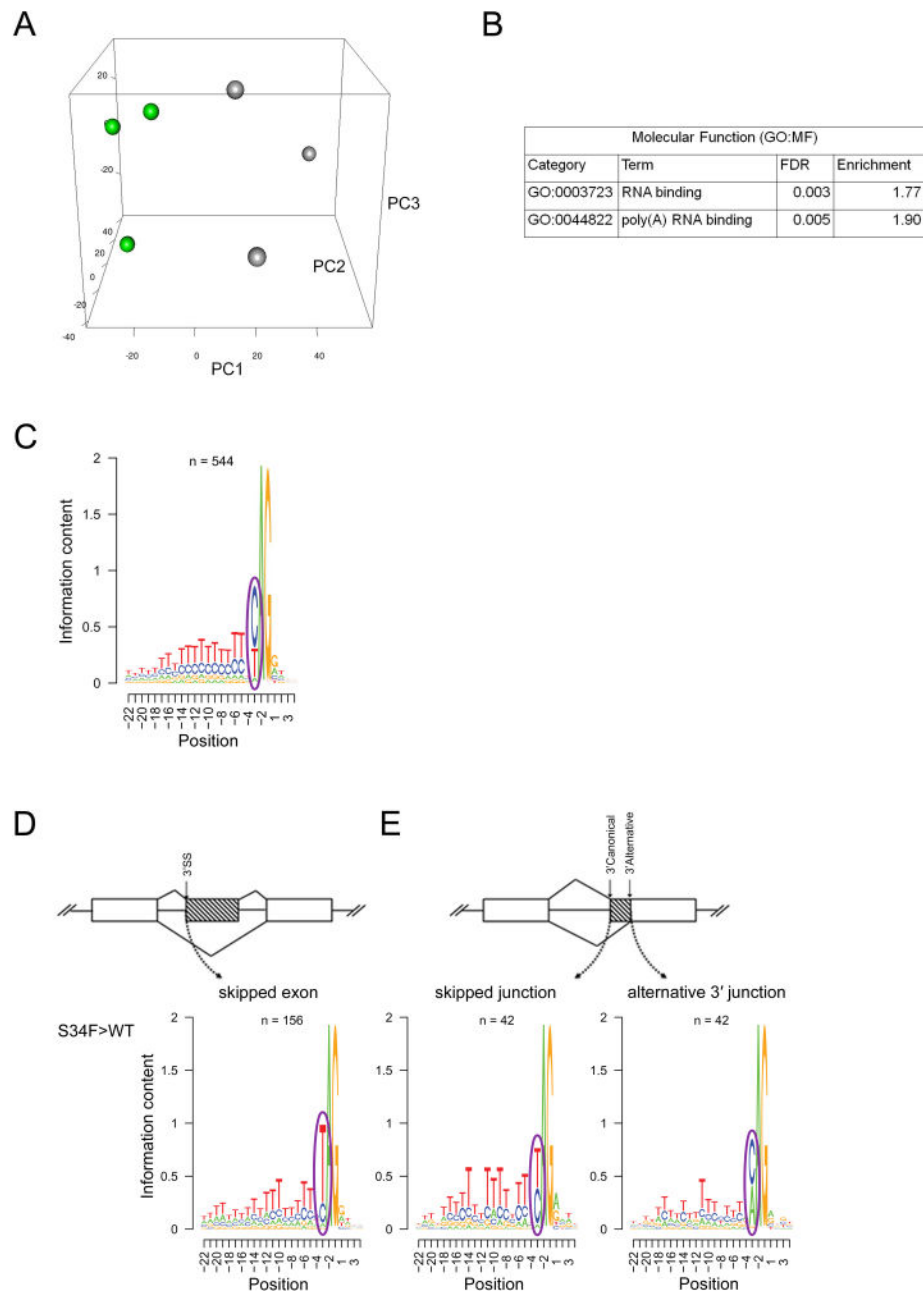 A
20
0
-20
40
20
0
-20
-40
-20
0
20
40
PC1
PC2
PC3
B
Molecular Function (GO:MF)
Category Term FDR Enrichment
GO:0003723 RNA binding 0.003 1.77
GO:0044822 poly(A) RNA binding 0.005 1.90
C
n = 544
Information content
2
1.5
1
0.5
0
-22 -20 -18 -16 -14 -12 -10 -8 -6 -4 -2 1 3
Position
D
3'SS
skipped exon
E
3'Canonical
3'Alternative
skipped junction
alternative 3' junction
S34F>WT
n = 156
Information content
2
1.5
1
0.5
0
-22 -20 -18 -16 -14 -12 -10 -8 -6 -4 -2 1 3
Position
n = 42
2
1.5
1
0.5
0
-22 -20 -18 -16 -14 -12 -10 -8 -6 -4 -2 1 3
Position
n = 42
2
1.5
1
0.5
0
-22 -20 -18 -16 -14 -12 -10 -8 -6 -4 -2 1 3
Position